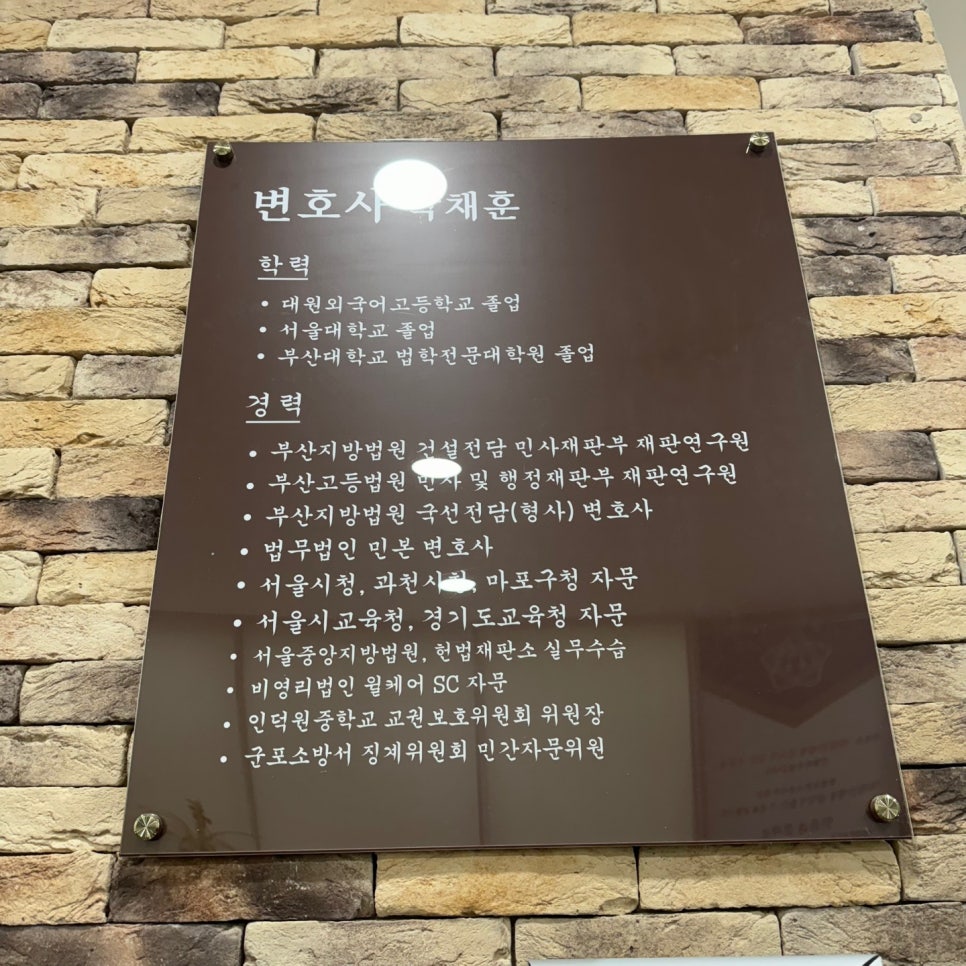 변호사 채훈
학력
• 대원외국어고등학교 졸업
• 서울대학교 졸업
• 부산대학교 법학전문대학원 졸업
경력
• 부산지방법원 건설전담 민사재판부 재판연구원
• 부산고등법원 민사 및 행정재판부 재판연구원
• 부산지방법원 국선전담(형사) 변호사
• 법무법인 민본 변호사
• 서울시청, 과천시청, 마포구청 자문
• 서울시교육청, 경기도교육청 자문
• 서울중앙지방법원, 헌법재판소 실무수습
• 비영리법인 월케어 SC 자문
• 인덕원중학교 교권보호위원회 위원장
• 군포소방서 징계위원회 민간자문위원